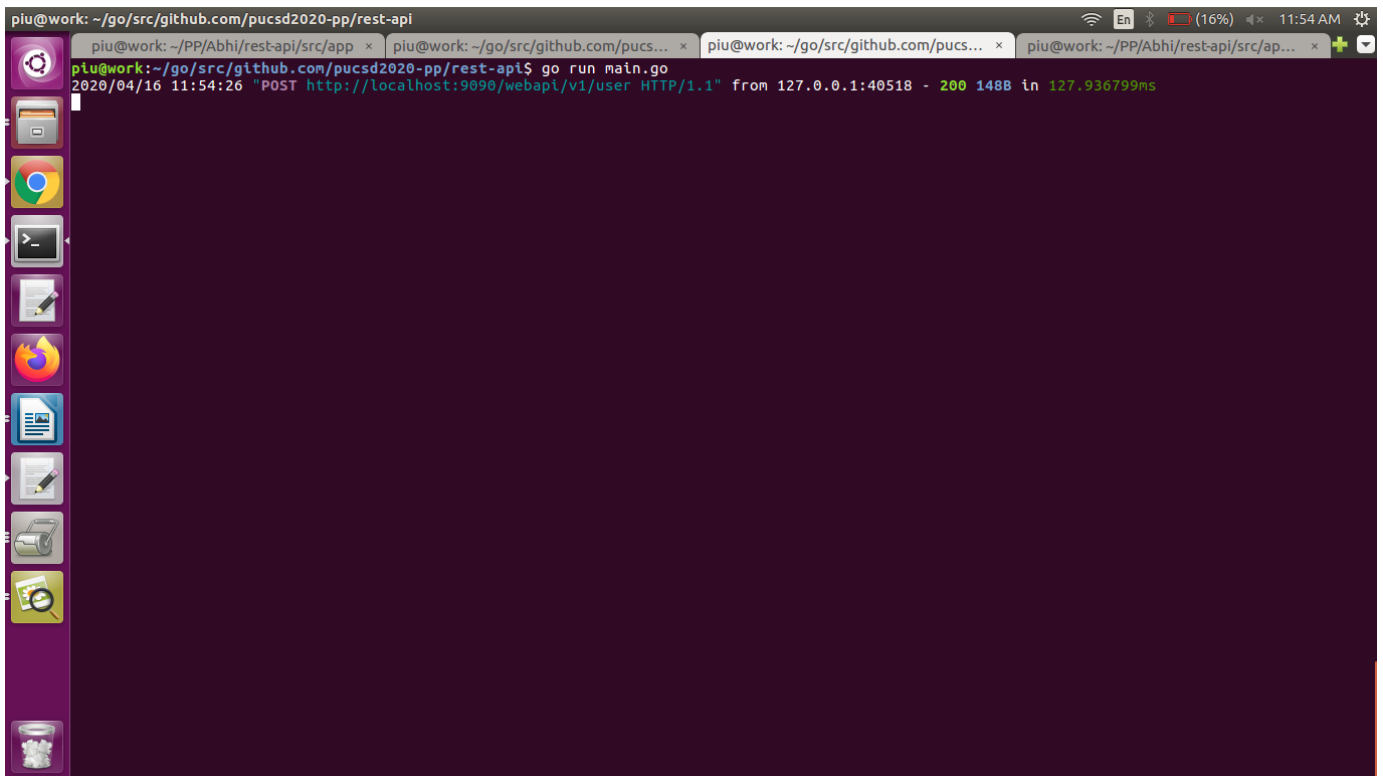 piu@work: ~/go/src/github.com/pucsd2020-pp/rest-api
En (16%) 11:54 AM
piu@work: ~/PP/Abhi/rest-api/src/app × piu@work: ~/go/src/github.com/pucs... × piu@work: ~/go/src/github.com/pucs... × piu@work: ~/PP/Abhi/rest-api/src/ap... ×
piu@work:~/go/src/github.com/pucsd2020-pp/rest-api$ go run main.go
2020/04/16 11:54:26 "POST http://localhost:9090/webapi/v1/user HTTP/1.1" from 127.0.0.1:40518 - 200 148B in 127.936799ms